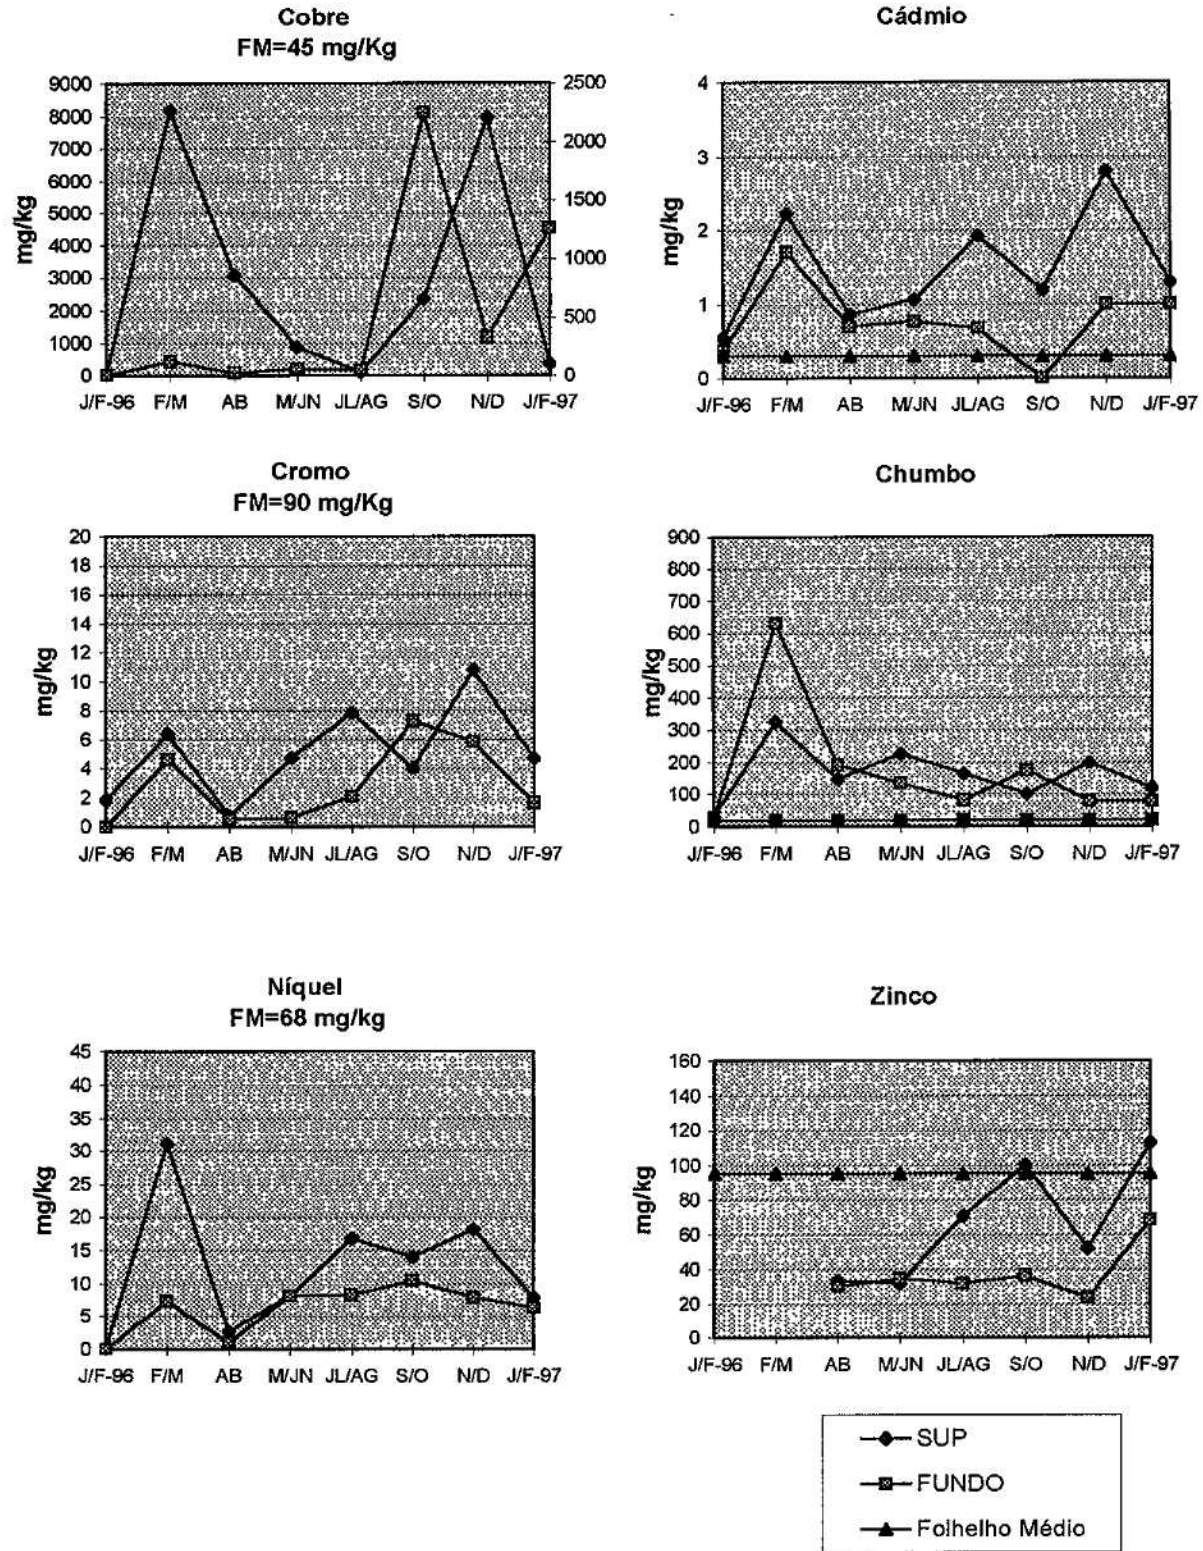 Cobre
FM=45 mg/Kg
9000
8000
7000
6000
5000
4000
3000
2000
1000
0
mg/kg
2500
2000
1500
1000
500
0
J/F-96 F/M AB M/JN JL/AG S/O N/D J/F-97
Cádmio
4
3
2
1
0
mg/kg
J/F-96 F/M AB M/JN JL/AG S/O N/D J/F-97
Cromo
FM=90 mg/Kg
20
18
16
14
12
10
8
6
4
2
0
mg/kg
J/F-96 F/M AB M/JN JL/AG S/O N/D J/F-97
Chumbo
900
800
700
600
500
400
300
200
100
0
mg/kg
J/F-96 F/M AB M/JN JL/AG S/O N/D J/F-97
Níquel
FM=68 mg/kg
45
40
35
30
25
20
15
10
5
0
mg/kg
J/F-96 F/M AB M/JN JL/AG S/O N/D J/F-97
Zinco
160
140
120
100
80
60
40
20
0
mg/kg
J/F-96 F/M AB M/JN JL/AG S/O N/D J/F-97
SUP
FUNDO
Folhelho Médio